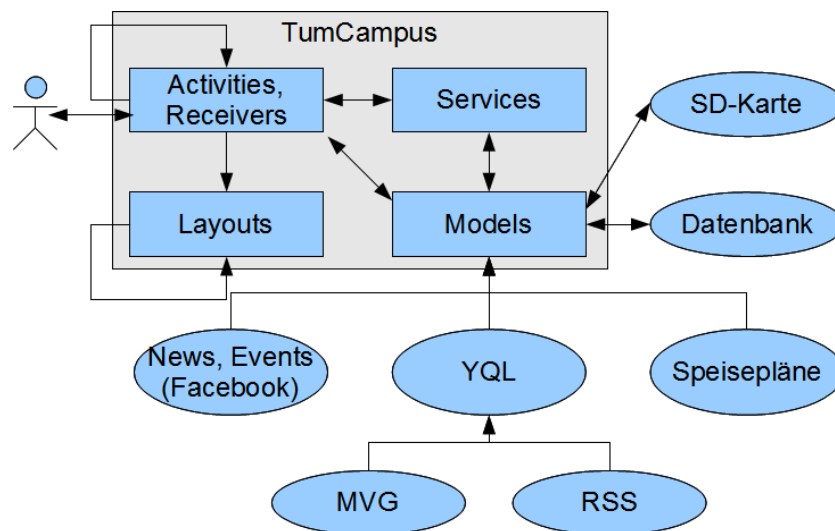 TumCampus
Activities,
Receivers
Services
SD-Karte
Layouts
Models
Datenbank
News, Events
(Facebook)
YQL
Speisepläne
MVG
RSS